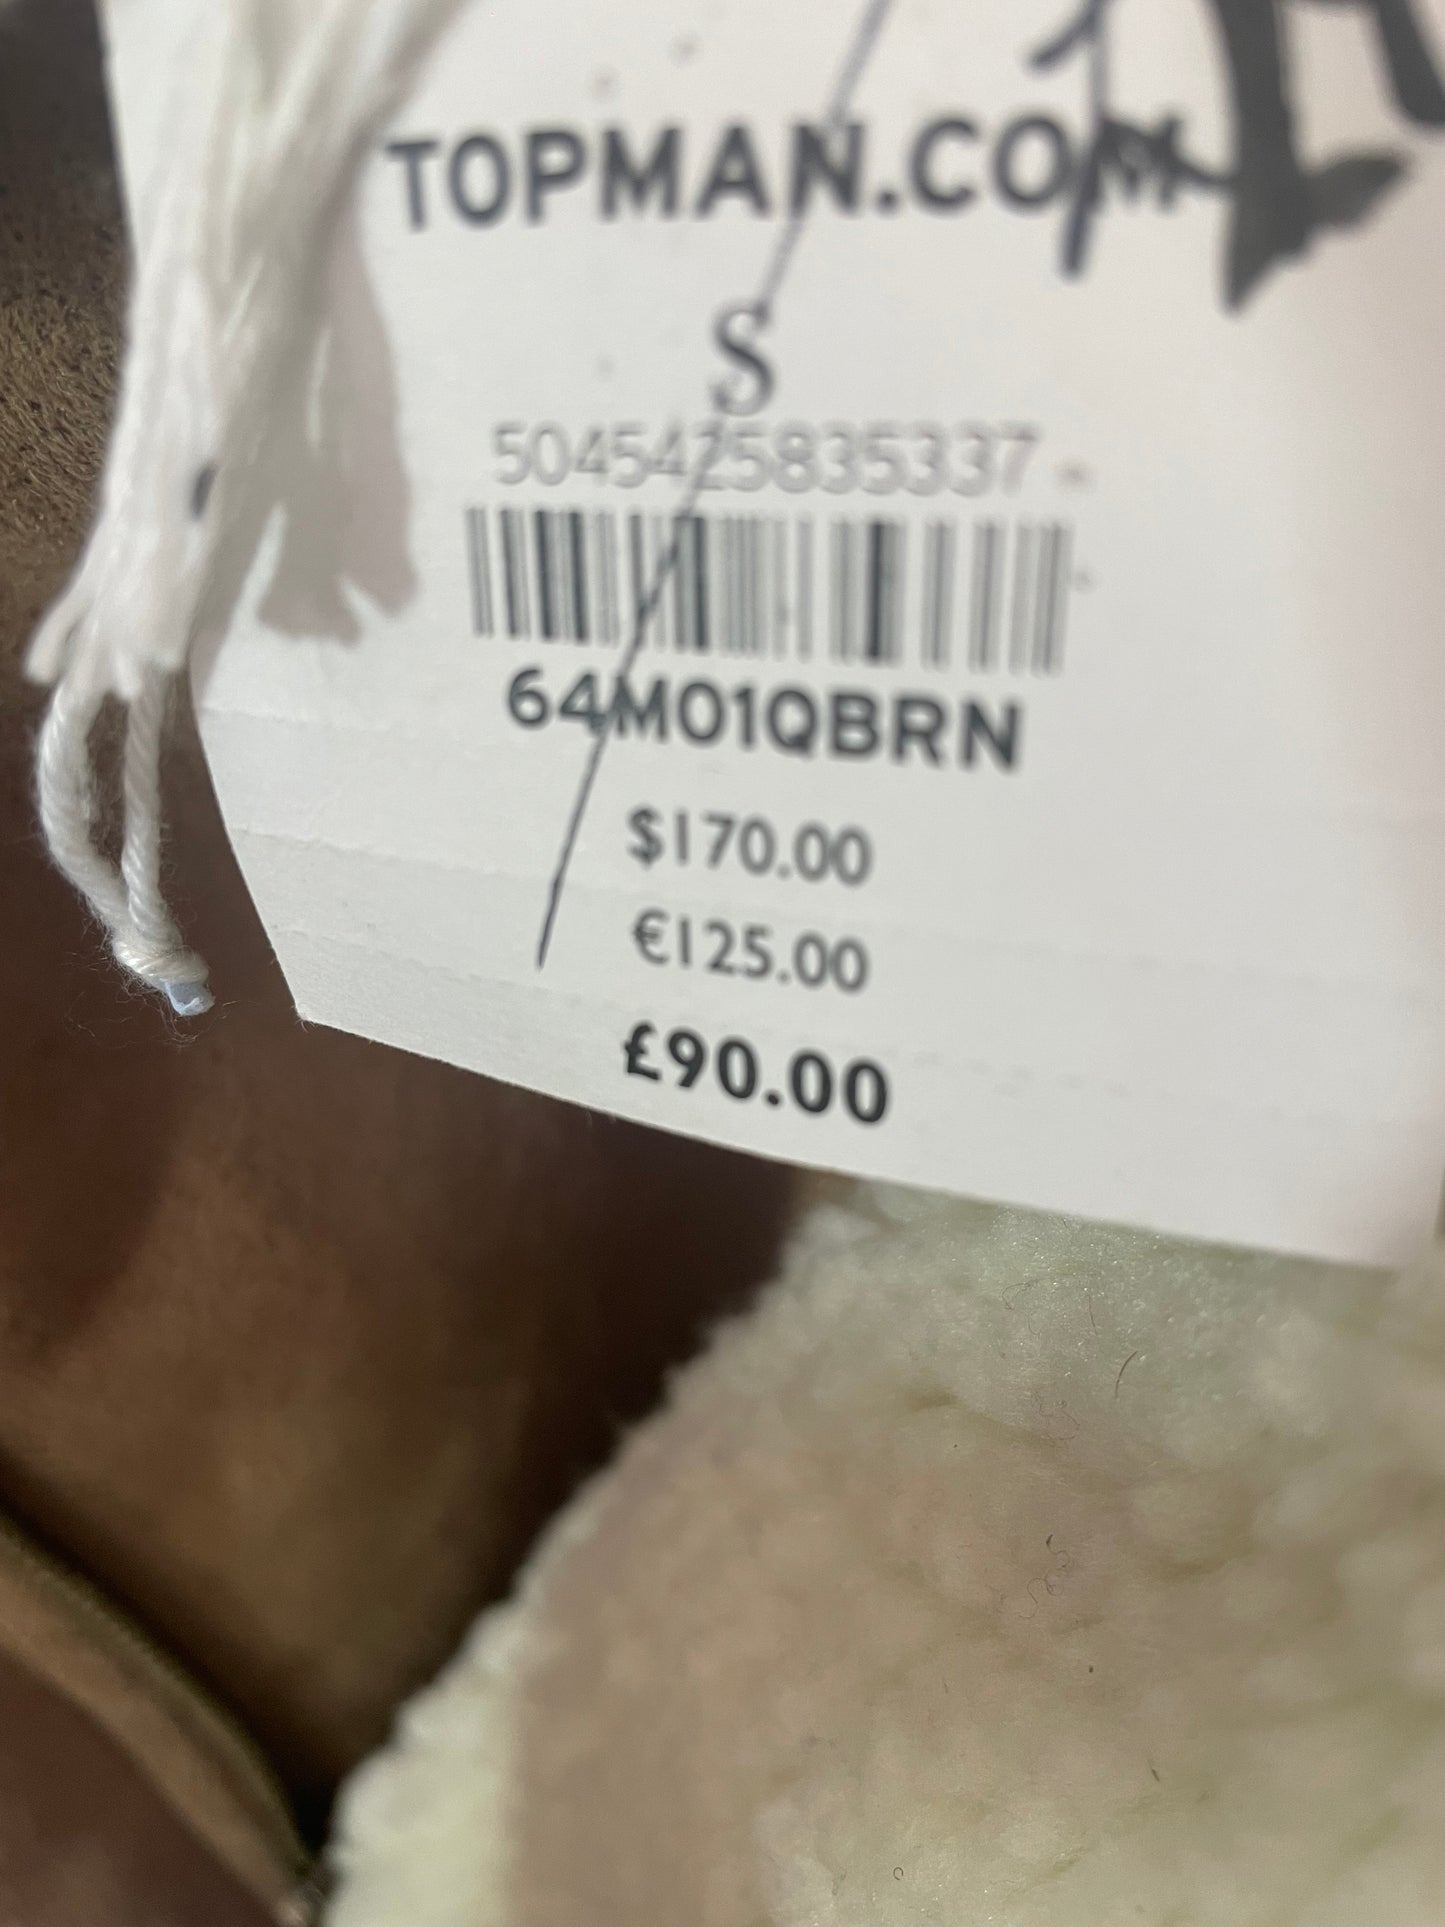 TOPMAN.COM
S
5045425835337
64M01QBRN
$170.00
€125.00
£90.00